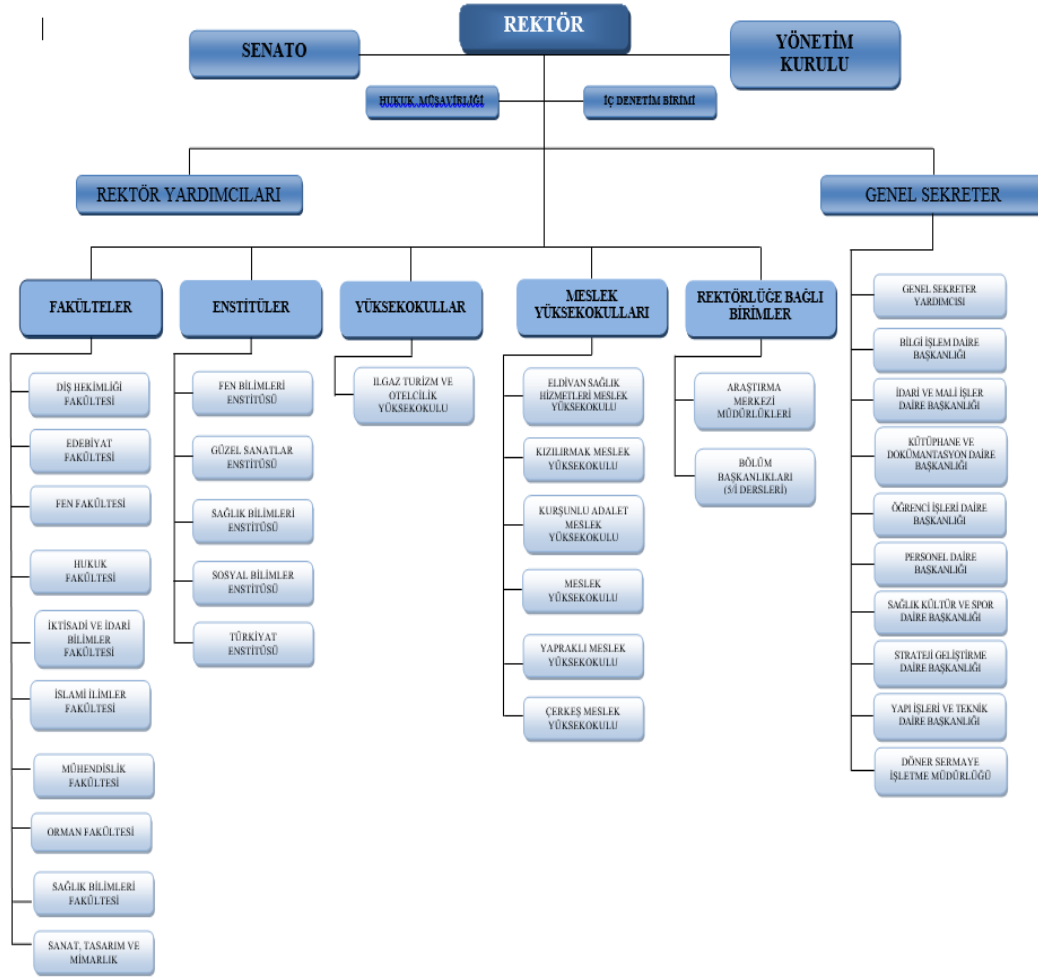 REKTÖR
SENATO
YÖNETİM
KURULU
HUKUK MÜŞAVİRLİĞİ
İÇ DENETİM BİRİMİ
REKTÖR YARDIMCILARI
GENEL SEKRETER
FAKÜLTELER
DİŞ HEKİMLİĞİ
FAKÜLTESİ
EDEBİYAT
FAKÜLTESİ
FEN FAKÜLTESİ
HUKUK
FAKÜLTESİ
İKTİSADİ VE İDARİ
BİLİMLER
FAKÜLTESİ
İSLAMİ İLİMLER
FAKÜLTESİ
MÜHENDİSLİK
FAKÜLTESİ
ORMAN FAKÜLTESİ
SAĞLIK BİLİMLERİ
FAKÜLTESİ
SANAT, TASARIM VE
MİMARLIK
ENSTİTÜLER
FEN BİLİMLERİ
ENSTİTÜSÜ
GÜZEL SANATLAR
ENSTİTÜSÜ
SAĞLIK BİLİMLERI
ENSTİTÜSÜ
SOSYAL BİLİMLER
ENSTİTÜSÜ
TÜRKİYAT
ENSTİTÜSÜ
YÜKSEKOKULLAR
ILGAZ TURİZM VE
OTELCİLİK
YÜKSEKOKULU
MESLEK
YÜKSEKOKULLARI
ELDİVAN SAĞLIK
HİZMETLERİ MESLEK
YÜKSEKOKULU
KIZILIRMAK MESLEK
YÜKSEKOKULU
KURŞUNLU ADALET
MESLEK
YÜKSEKOKULU
MESLEK
YÜKSEKOKULU
YAPRAKLI MESLEK
YÜKSEKOKULU
ÇERKEŞ MESLEK
YÜKSEKOKULU
REKTÖRLÜĞE BAĞLI
BİRİMLER
ARAŞTIRMA
MERKEZİ
MÜDÜRLÜKLERİ
BÖLÜM
BAŞKANLIKLARI
(5/İ DERSLERİ)
GENEL SEKRETER
YARDIMCISI
BİLGİ İŞLEM DAİRE
BAŞKANLIĞI
İDARİ VE MALİ İŞLER
DAİRE BAŞKANLIĞI
KÜTÜPHANE VE
DOKÜMANTASYON DAİRE
BAŞKANLIĞI
ÖĞRENCİ İŞLERİ DAİRE
BAŞKANLIĞI
PERSONEL DAİRE
BAŞKANLIĞI
SAĞLIK KÜLTÜR VE SPOR
DAİRE BAŞKANLIĞI
STRATEJİ GELİŞTİRME
DAİRE BAŞKANLIĞI
YAPI İŞLERİ VE TEKNİK
DAİRE BAŞKANLIĞI
DÖNER SERMAYE
İŞLETME MÜDÜRLÜĞÜ